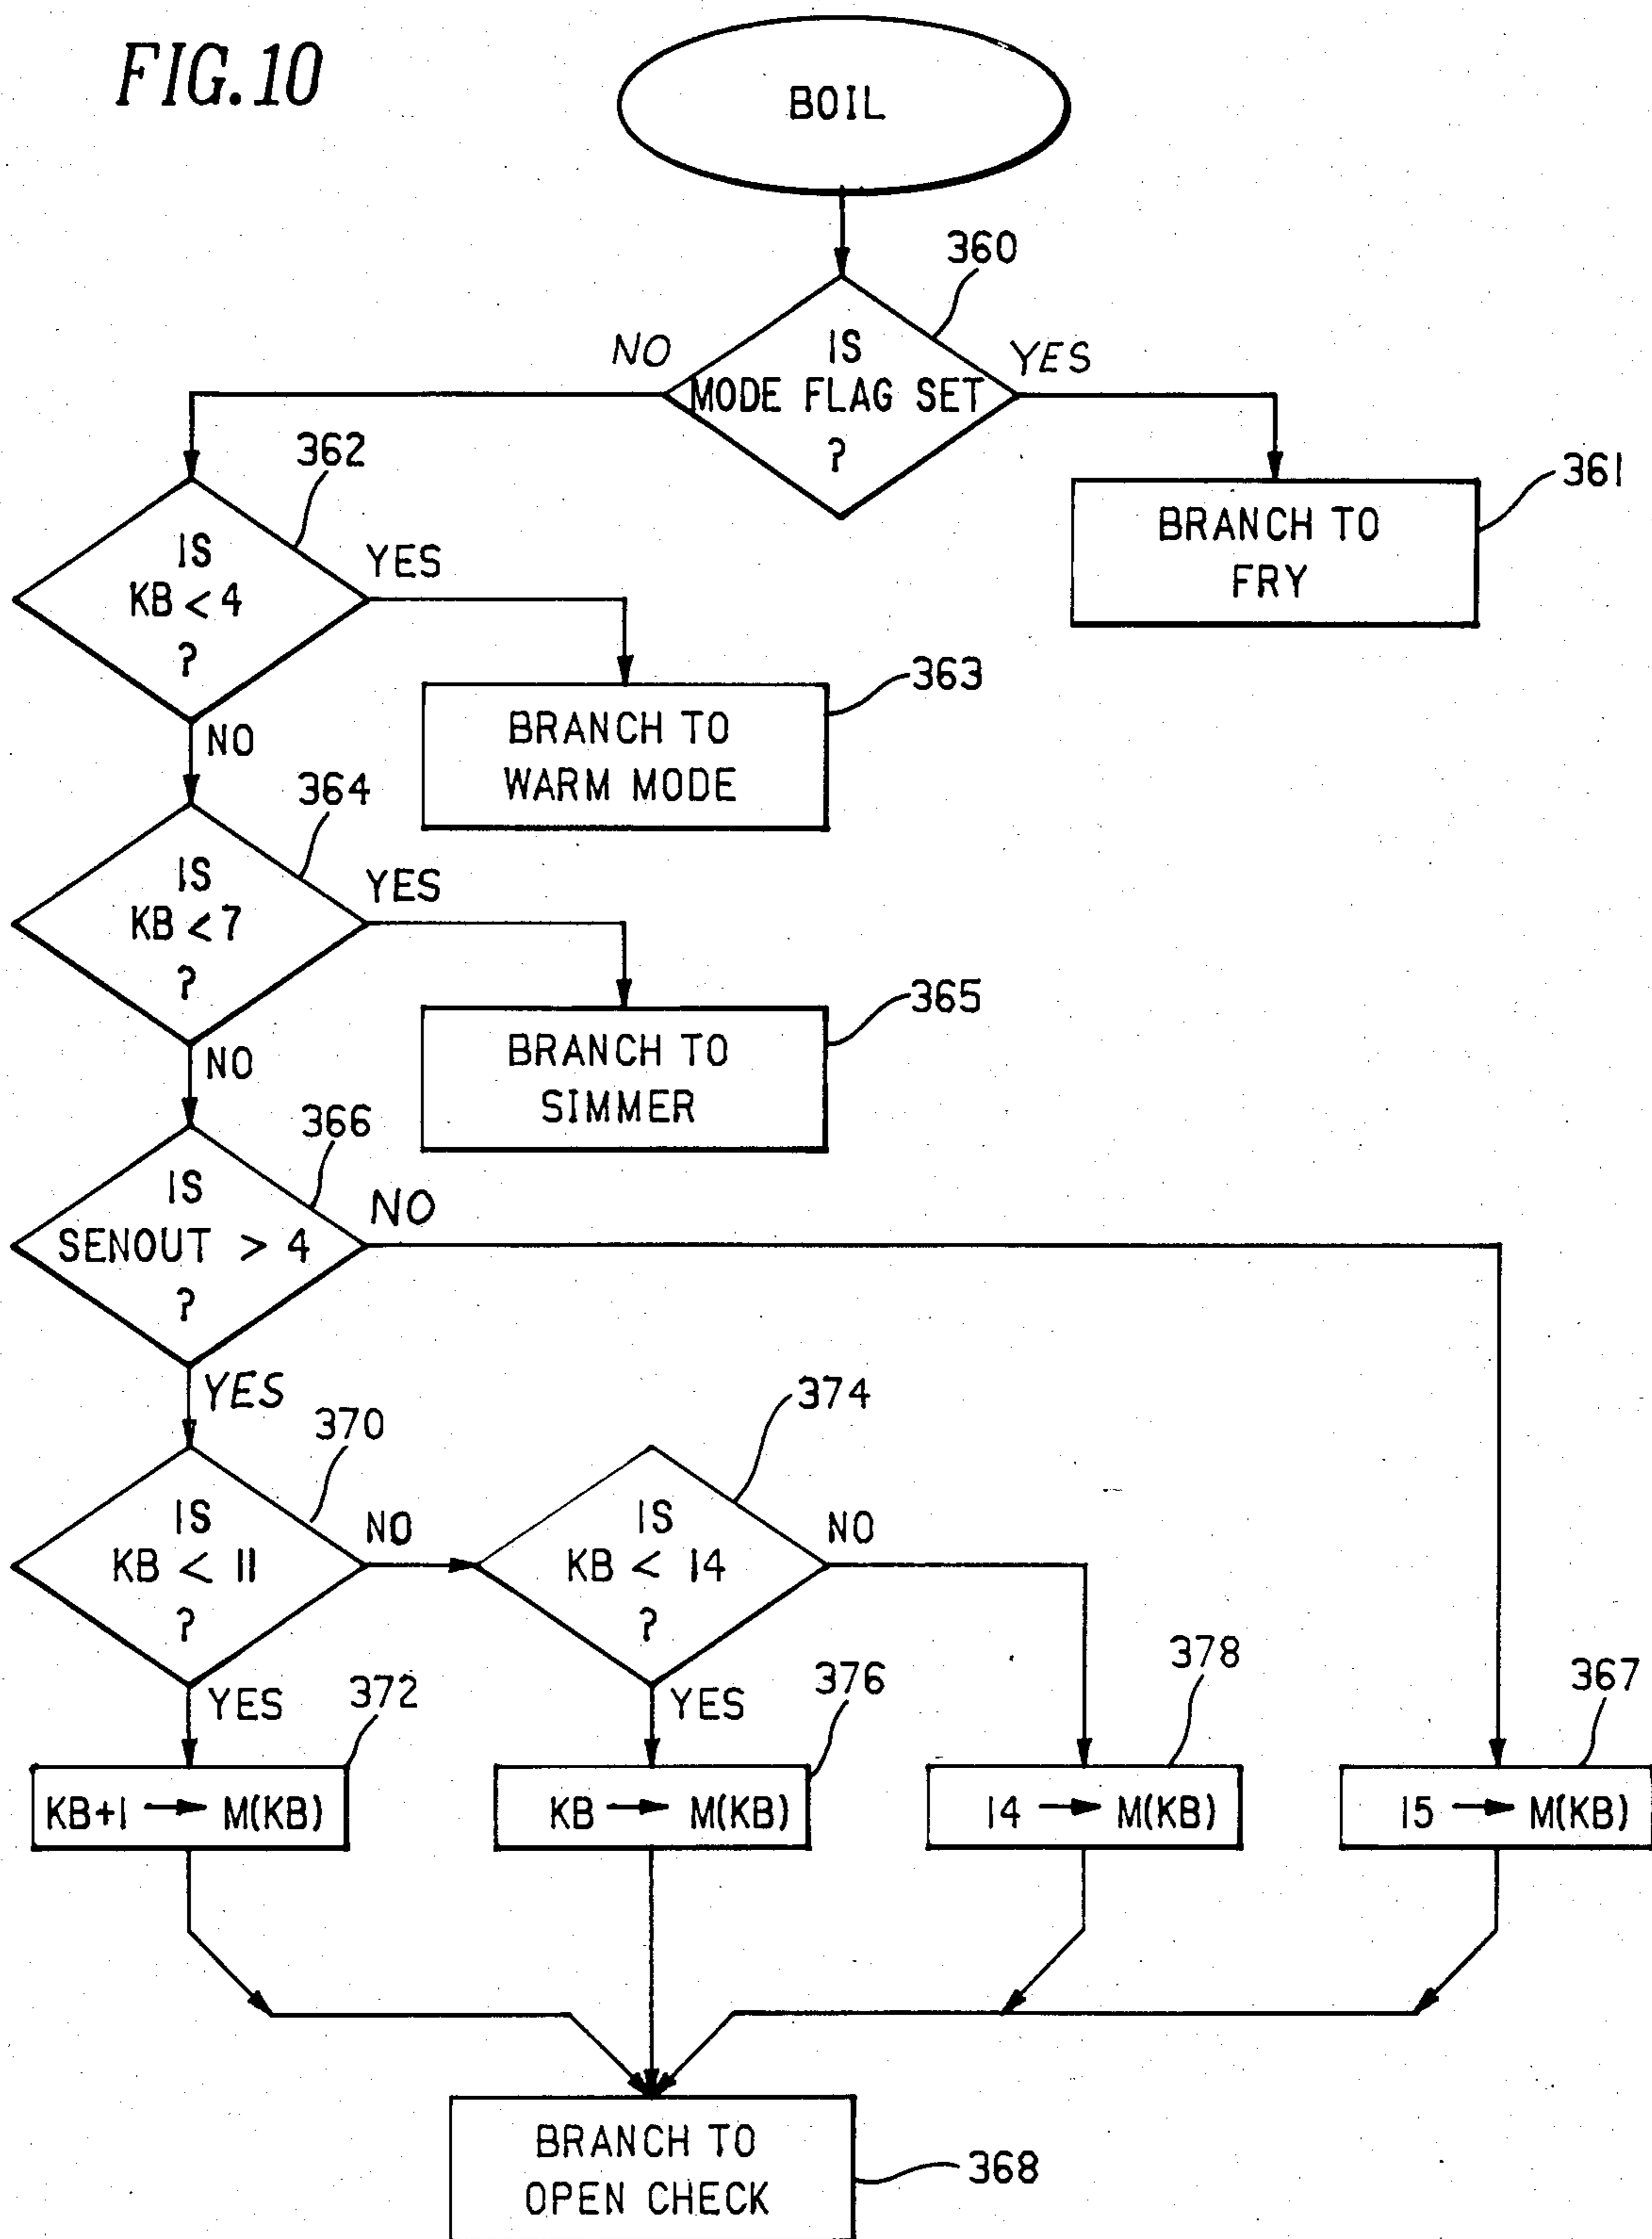 FIG.10
BOIL
360
IS
MODE FLAG SET
?
NO
YES
361
BRANCH TO
FRY
362
IS
KB < 4
?
YES
NO
363
BRANCH TO
WARM MODE
364
IS
KB < 7
?
YES
NO
365
BRANCH TO
SIMMER
366
IS
SENOUT > 4
?
NO
YES
370
IS
KB < 11
?
NO
YES
374
IS
KB < 14
?
NO
YES
372
KB+1 → M(KB)
376
KB → M(KB)
378
14 → M(KB)
367
15 → M(KB)
BRANCH TO
OPEN CHECK
368